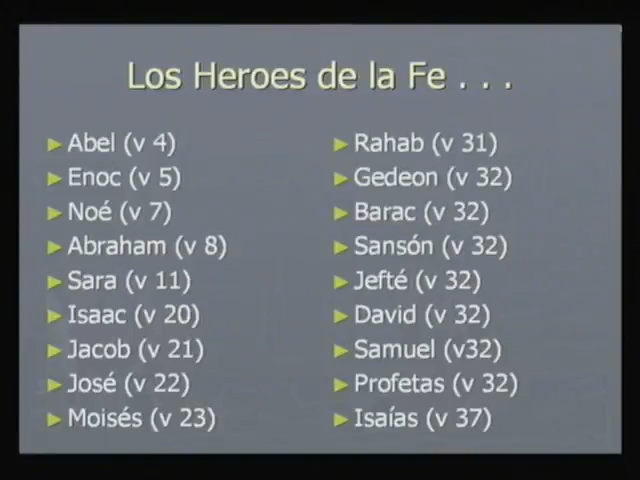 Los Heroes de la Fe . . .
Abel (v 4)
Enoc (v 5)
Noé (v 7)
Abraham (v 8)
Sara (v 11)
Isaac (v 20)
Jacob (v 21)
José (v 22)
Moisés (v 23)
Rahab (v 31)
Gedeon (v 32)
Barac (v 32)
Sansón (v 32)
Jefté (v 32)
David (v 32)
Samuel (v32)
Profetas (v 32)
Isaías (v 37)